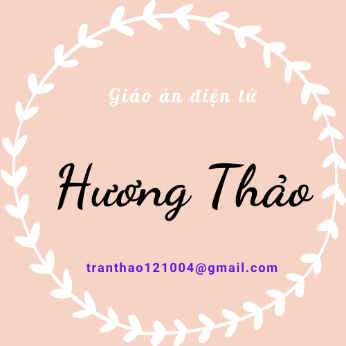 Giáo án điện tử
Hương Thảo
tranthao121004@gmail.com